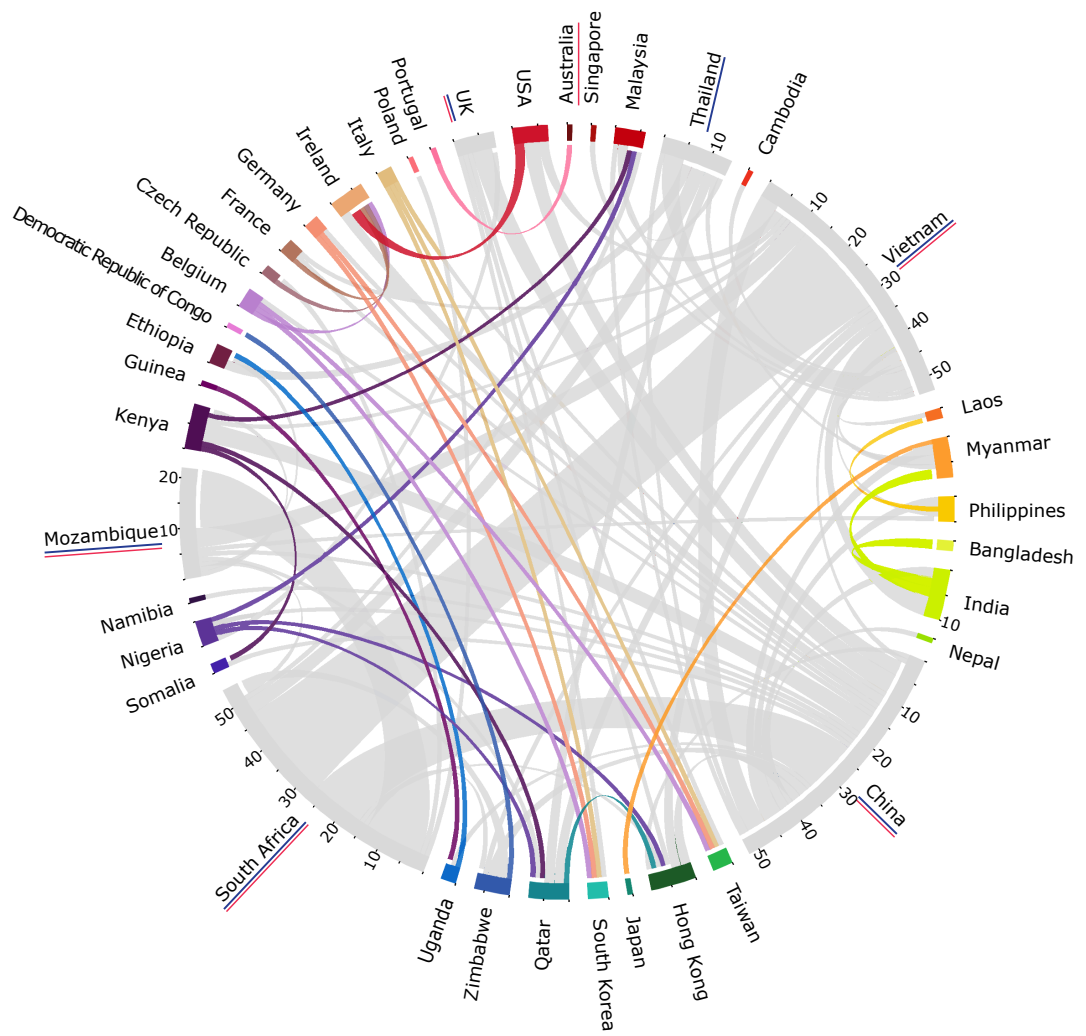 Australia
Singapore
Malaysia
Thailand
10
Cambodia
10
20
Vietnam
30
40
50
Laos
Myanmar
Philippines
Bangladesh
India
10
Nepal
10
20
30
China
40
50
Taiwan
Hong Kong
Japan
South Korea
Qatar
Zimbabwe
Uganda
10
20
South Africa
30
40
50
Somalia
Nigeria
Namibia
Mozambique
10
20
Kenya
Guinea
Ethiopia
Democratic Republic of Congo
Belgium
Czech Republic
France
Germany
Ireland
Italy
Poland
Portugal
UK
USA